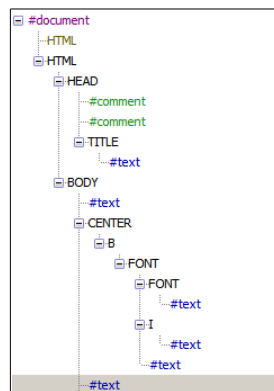 #document
HTML
HTML
HEAD
#comment
#comment
TITLE
#text
BODY
#text
CENTER
B
FONT
FONT
#text
I
#text
#text
#text